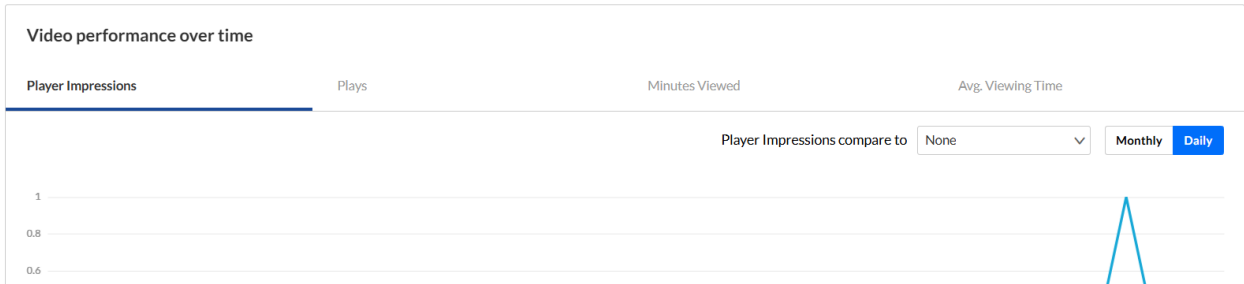 Video performance over time
Player Impressions Plays Minutes Viewed Avg. Viewing Time
Player Impressions compare to None Monthly Daily
1
0.8
0.6